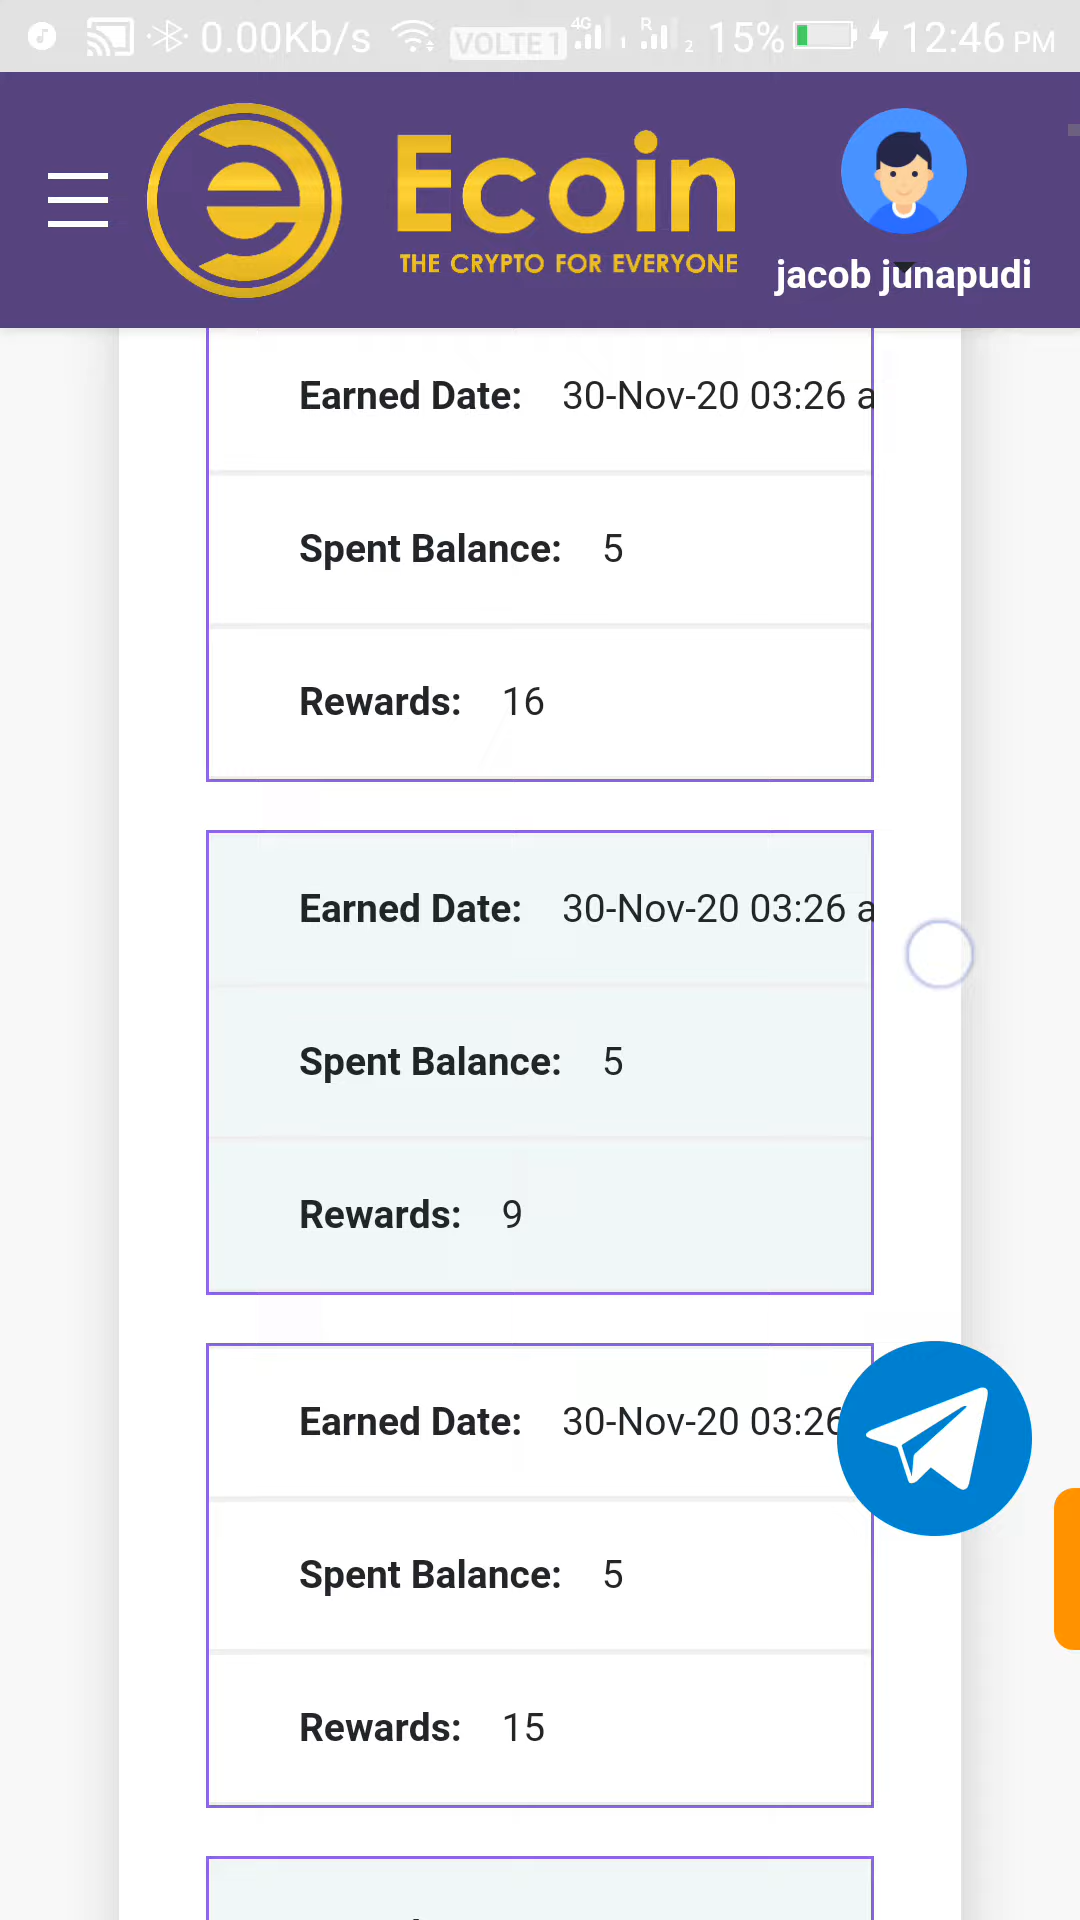 0.00Kb/s VOLTE 1 4G 1 R 2 15% 12:46 PM
Ecoin
THE CRYPTO FOR EVERYONE
jacob junapudi
Earned Date: 30-Nov-20 03:26 a
Spent Balance: 5
Rewards: 16
Earned Date: 30-Nov-20 03:26 a
Spent Balance: 5
Rewards: 9
Earned Date: 30-Nov-20 03:26
Spent Balance: 5
Rewards: 15